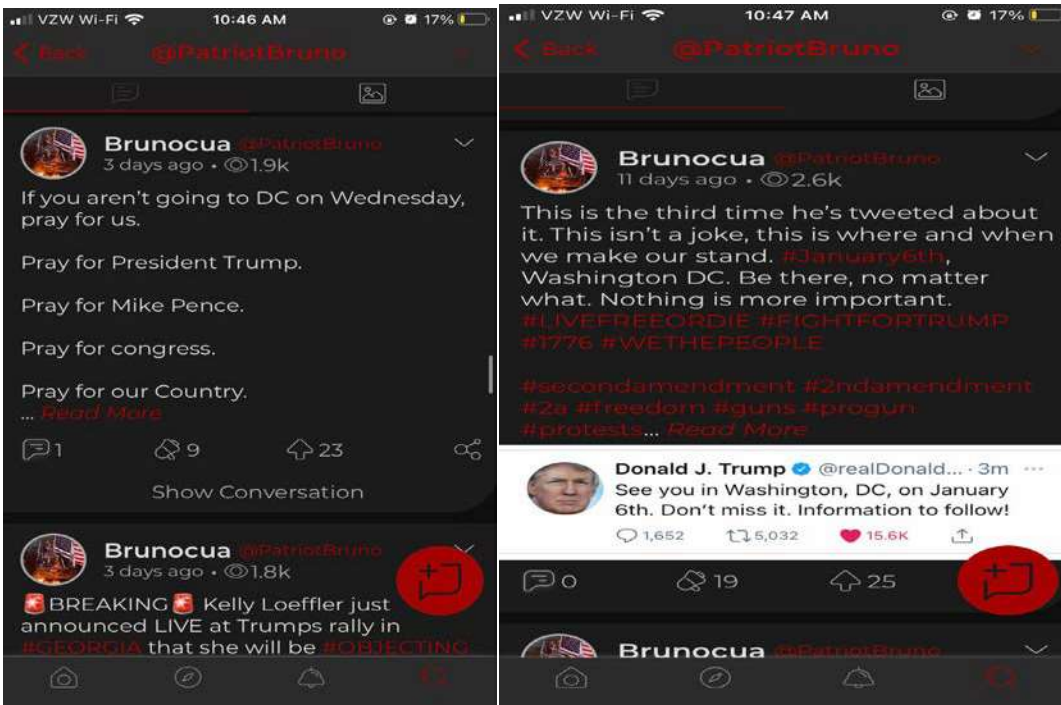 VZW Wi-Fi 10:46 AM 17%
Back @PatriotBruno
Brunocua @PatriotBruno
3 days ago • 1.9k
If you aren't going to DC on Wednesday,
pray for us.
Pray for President Trump.
Pray for Mike Pence.
Pray for congress.
Pray for our Country.
... Read More
1 9 23
Show Conversation
Brunocua @PatriotBruno
3 days ago • 1.8k
🚨BREAKING🚨 Kelly Loeffler just
announced LIVE at Trumps rally in
#GEORGIA that she will be #OBJECTING
VZW Wi-Fi 10:47 AM 17%
Back @PatriotBruno
Brunocua @PatriotBruno
11 days ago • 2.6k
This is the third time he's tweeted about
it. This isn't a joke, this is where and when
we make our stand. #January6th,
Washington DC. Be there, no matter
what. Nothing is more important.
#LIVEFREEORDIE #FIGHTFORTRUMP
#1776 #WETHEPEOPLE
#secondamendment #2ndamendment
#2a #freedom #guns #progun
#protests... Read More
Donald J. Trump @realDonald... · 3m
See you in Washington, DC, on January
6th. Don't miss it. Information to follow!
1,652 5,032 15.6K
0 19 25
Brunocua @PatriotBruno